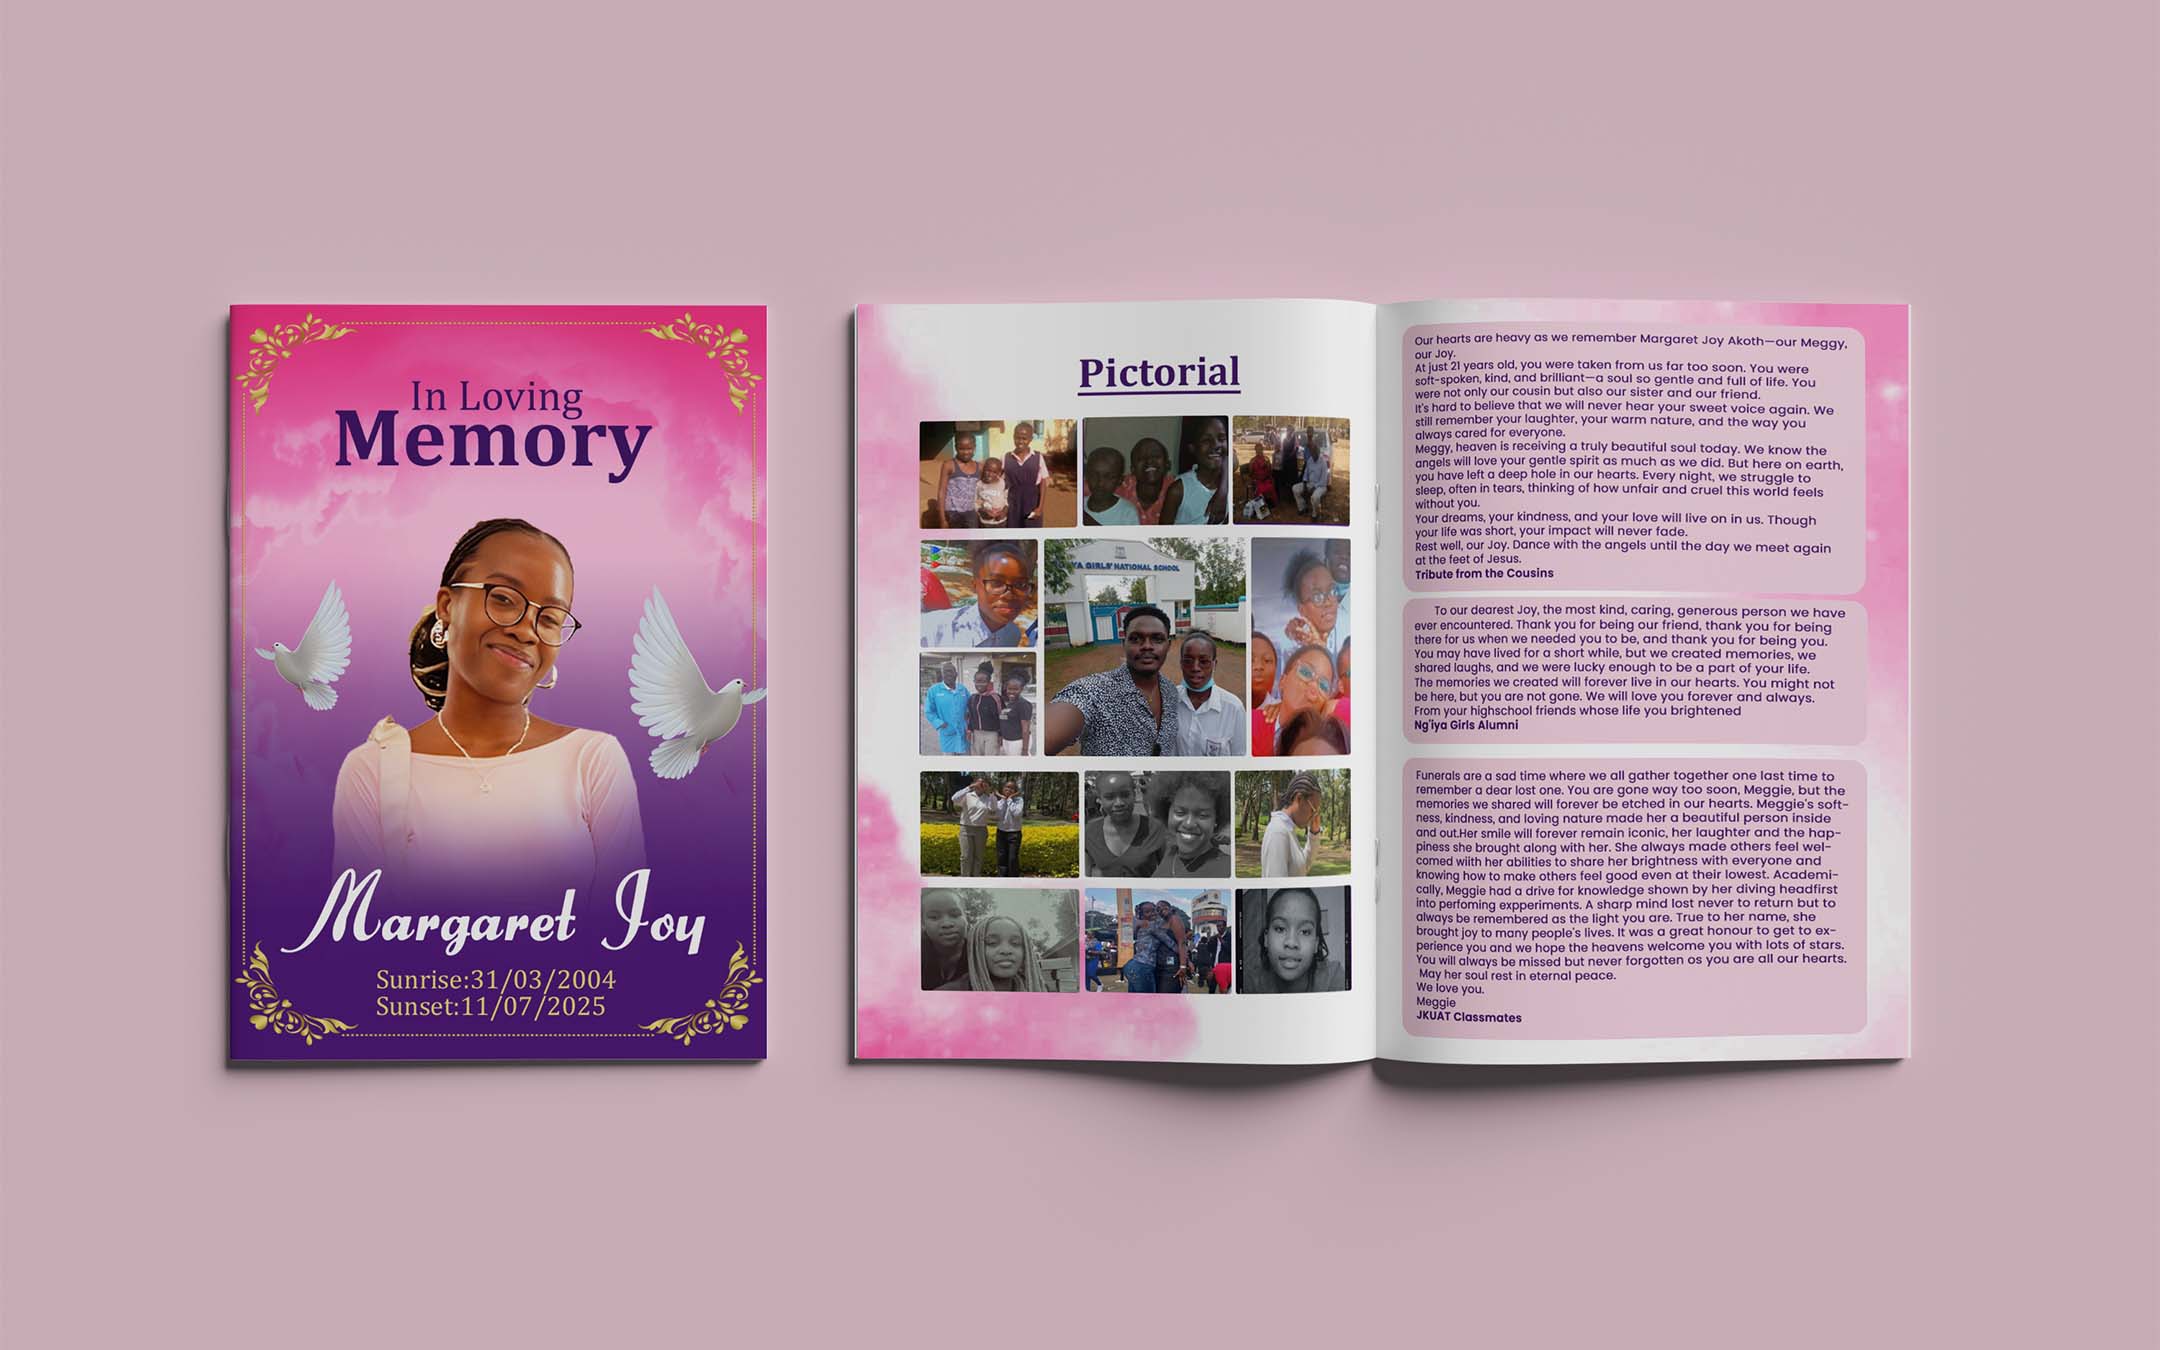 In Loving
Memory
Margaret Joy
Sunrise:31/03/2004
Sunset:11/07/2025
Pictorial
YA GIRLS' NATIONAL SCHOOL
Our hearts are heavy as we remember Margaret Joy Akoth—our Meggy,
our Joy.
At just 21 years old, you were taken from us far too soon. You were
soft-spoken, kind, and brilliant—a soul so gentle and full of life. You
were not only our cousin but also our sister and our friend.
It's hard to believe that we will never hear your sweet voice again. We
still remember your laughter, your warm nature, and the way you
always cared for everyone.
Meggy, heaven is receiving a truly beautiful soul today. We know the
angels will love your gentle spirit as much as we did. But here on earth,
you have left a deep hole in our hearts. Every night, we struggle to
sleep, often in tears, thinking of how unfair and cruel this world feels
without you.
Your dreams, your kindness, and your love will live on in us. Though
your life was short, your impact will never fade.
Rest well, our Joy. Dance with the angels until the day we meet again
at the feet of Jesus.
Tribute from the Cousins
To our dearest Joy, the most kind, caring, generous person we have
ever encountered. Thank you for being our friend, thank you for being
there for us when we needed you to be, and thank you for being you.
You may have lived for a short while, but we created memories, we
shared laughs, and we were lucky enough to be a part of your life.
The memories we created will forever live in our hearts. You might not
be here, but you are not gone. We will love you forever and always.
From your highschool friends whose life you brightened
Ng'iya Girls Alumni
Funerals are a sad time where we all gather together one last time to
remember a dear lost one. You are gone way too soon, Meggie, but the
memories we shared will forever be etched in our hearts. Meggie's soft-
ness, kindness, and loving nature made her a beautiful person inside
and out.Her smile will forever remain iconic, her laughter and the hap-
piness she brought along with her. She always made others feel wel-
comed wiith her abilities to share her brightness with everyone and
knowing how to make others feel good even at their lowest. Academi-
cally, Meggie had a drive for knowledge shown by her diving headfirst
into perfoming expperiments. A sharp mind lost never to return but to
always be remembered as the light you are. True to her name, she
brought joy to many people's lives. It was a great honour to get to ex-
perience you and we hope the heavens welcome you with lots of stars.
You will always be missed but never forgotten os you are all our hearts.
May her soul rest in eternal peace.
We love you.
Meggie
JKUAT Classmates